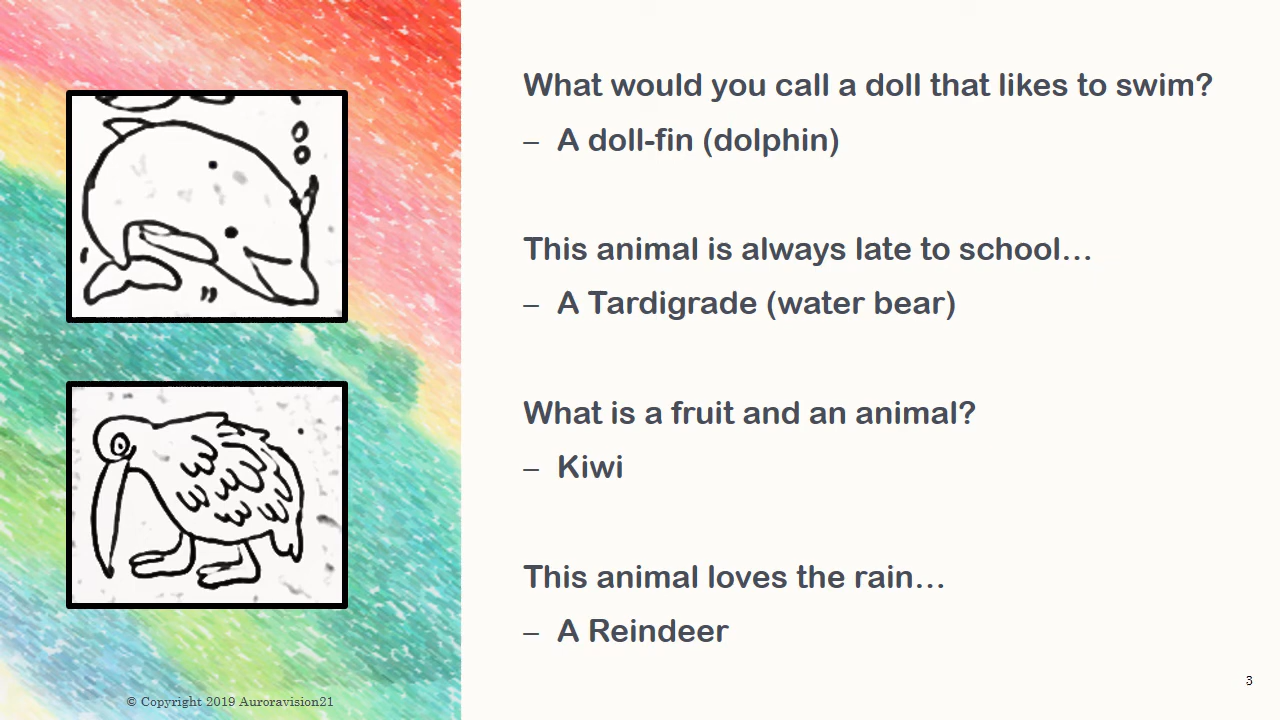 What would you call a doll that likes to swim?
– A doll-fin (dolphin)
This animal is always late to school…
– A Tardigrade (water bear)
What is a fruit and an animal?
– Kiwi
This animal loves the rain…
– A Reindeer
3
© Copyright 2019 Auroravision21